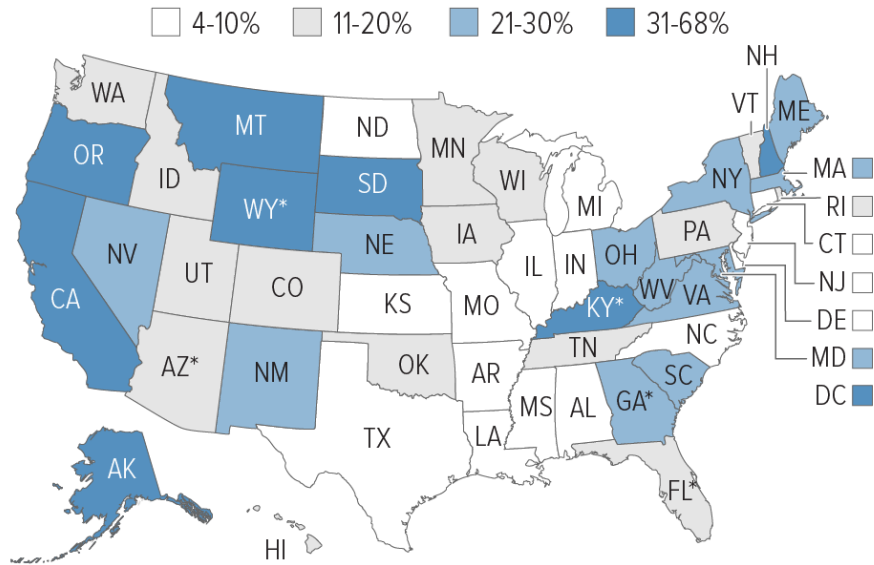 4-10% 11-20% 21-30% 31-68%
NH
WA MT ND VT ME
OR MN
ID SD WI NY MA
WY* MI RI
IA PA
NV NE OH CT
UT CO IL IN NJ
CA KS MO KY* WV VA DE
NC
AZ* NM OK TN MD
AR SC DC
MS AL GA*
TX LA
AK
FL*
HI